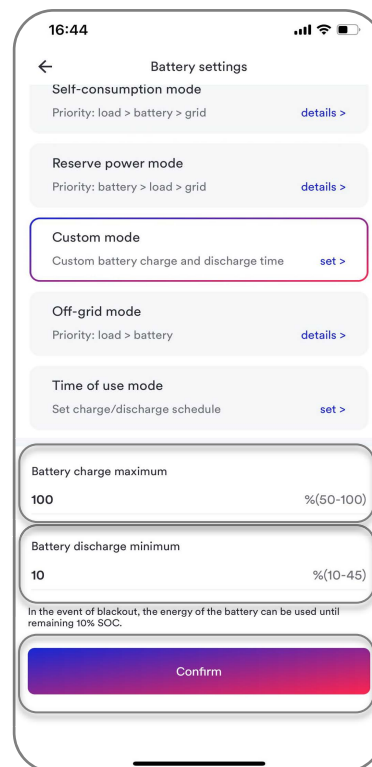 16:44
Battery settings
Self-consumption mode
Priority: load > battery > grid details >
Reserve power mode
Priority: battery > load > grid details >
Custom mode
Custom battery charge and discharge time set >
Off-grid mode
Priority: load > battery details >
Time of use mode
Set charge/discharge schedule set >
Battery charge maximum
100 %(50-100)
Battery discharge minimum
10 %(10-45)
In the event of blackout, the energy of the battery can be used until
remaining 10% SOC.
Confirm